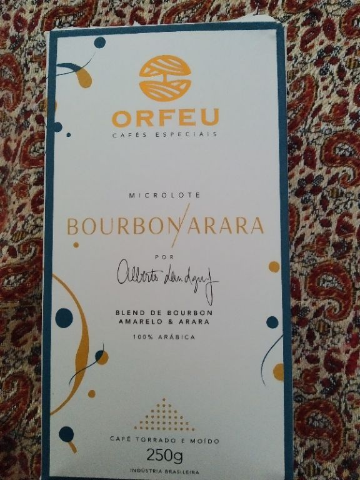 ORFEU
CAFÉS ESPECIAIS
MICROLOTE
BOURBON/ARARA
POR
BLEND DE BOURBON
AMARELO & ARARA
100% ARÁBICA
CAFÉ TORRADO E MOÍDO
250g
INDÚSTRIA BRASILEIRA